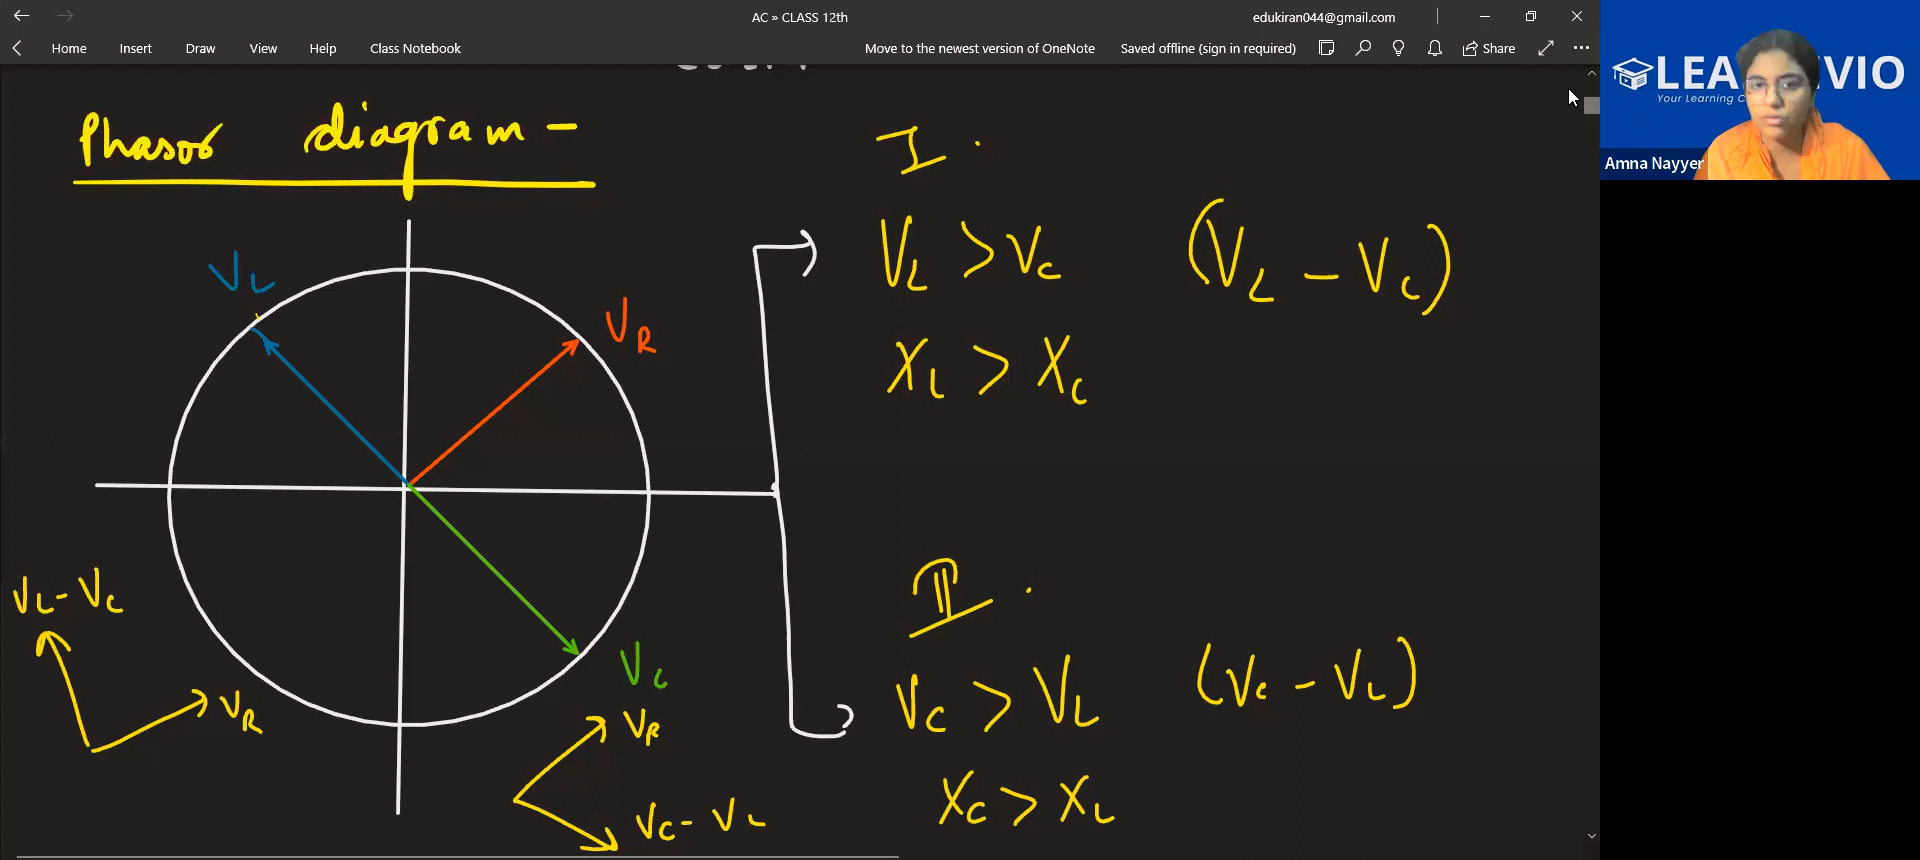 AC » CLASS 12th
edukiran044@gmail.com
Home Insert Draw View Help Class Notebook
Move to the newest version of OneNote Saved offline (sign in required) Share
Your Learning
Amna Nayyer
Phasor diagram -
I.
VL > VC (VL - VC)
XL > XC
VL
VR
VC
VL - VC
VR
VR
VC - VL
II.
VC > VL (VC - VL)
XC > XL